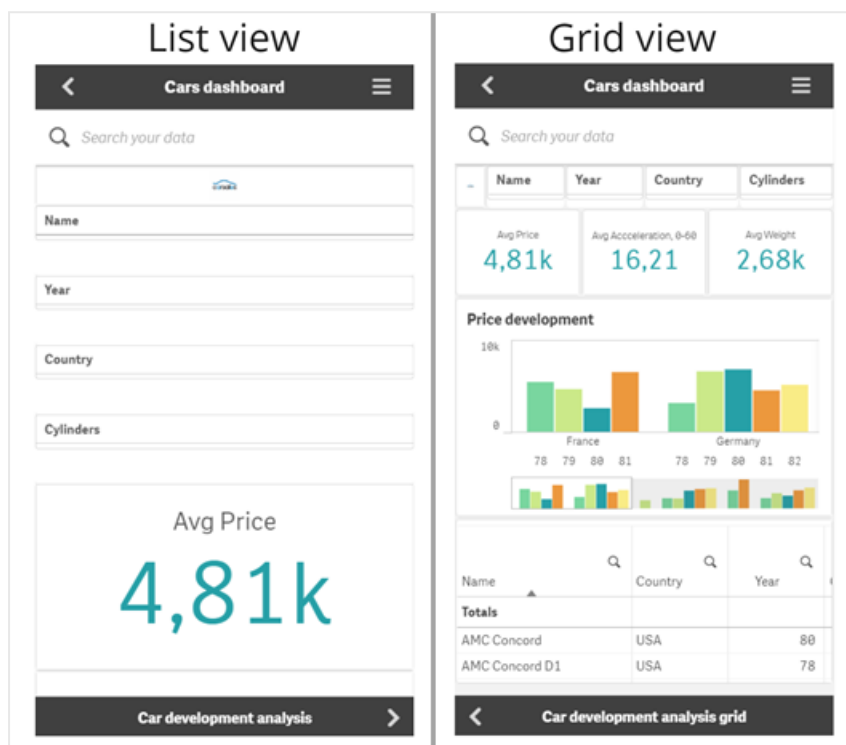 List view
Cars dashboard
Search your data
Name
Year
Country
Cylinders
Avg Price
4,81k
Car development analysis
Grid view
Cars dashboard
Search your data
Name Year Country Cylinders
Avg Price Avg Accceleration, 0-60 Avg Weight
4,81k 16,21 2,68k
Price development
10k
0
France Germany
78 79 80 81 78 79 80 81 82
Name Country Year
Totals
AMC Concord USA 80
AMC Concord D1 USA 78
Car development analysis grid